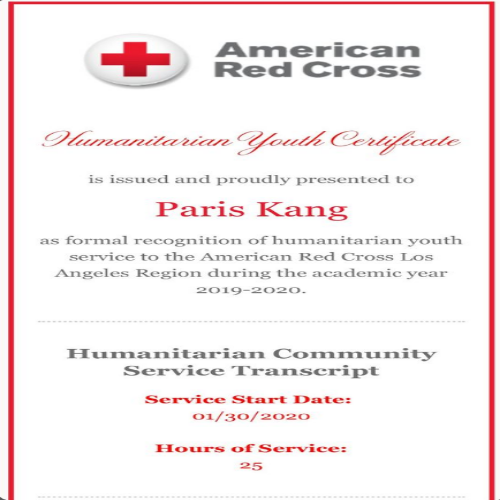 American
Red Cross
Humanitarian Youth Certificate
is issued and proudly presented to
Paris Kang
as formal recognition of humanitarian youth
service to the American Red Cross Los
Angeles Region during the academic year
2019-2020.
Humanitarian Community
Service Transcript
Service Start Date:
01/30/2020
Hours of Service:
25